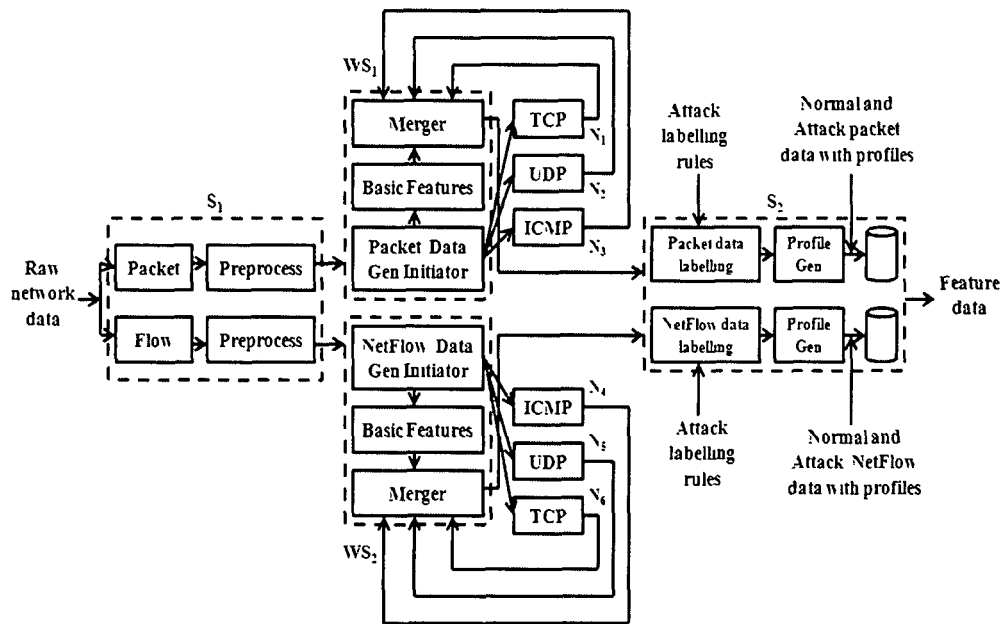 Raw
network
data
S1
Packet
Preprocess
Flow
Preprocess
WS1
Merger
Basic Features
Packet Data
Gen Initiator
TCP
N1
UDP
N2
ICMP
N3
NetFlow Data
Gen Initiator
Basic Features
Merger
WS2
ICMP
N4
UDP
N5
TCP
N6
Attack
labelling
rules
Normal and
Attack packet
data with profiles
S2
Packet data
labelling
Profile
Gen
NetFlow data
labelling
Profile
Gen
Feature
data
Attack
labelling
rules
Normal and
Attack NetFlow
data with profiles